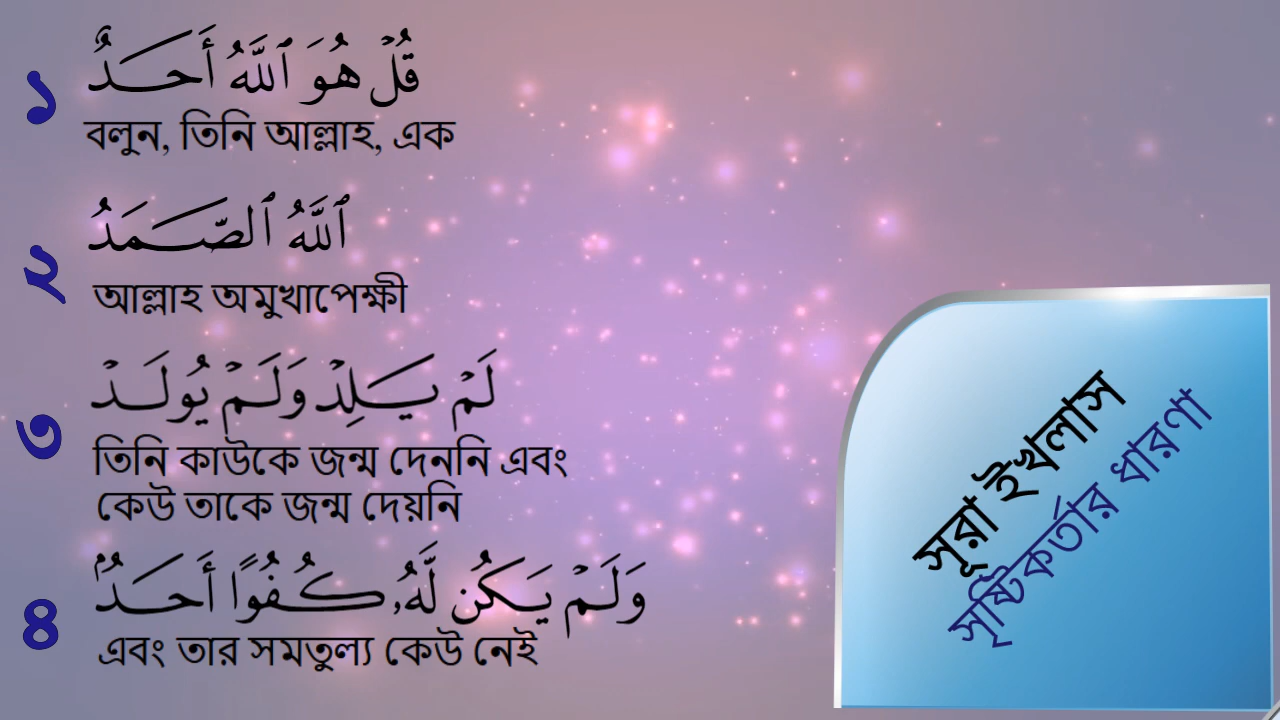 ১
قُلۡ هُوَ ٱللَّهُ أَحَدٌ
বলুন, তিনি আল্লাহ, এক
২
ٱللَّهُ ٱلصَّمَدُ
আল্লাহ অমুখাপেক্ষী
৩
لَمۡ يَلِدۡ وَلَمۡ يُولَدۡ
তিনি কাউকে জন্ম দেননি এবং
কেউ তাকে জন্ম দেয়নি
৪
وَلَمۡ يَكُن لَّهُۥ كُفُوًا أَحَدُۢ
এবং তার সমতুল্য কেউ নেই
সূরা ইখলাস
সৃষ্টিকর্তার ধারণা